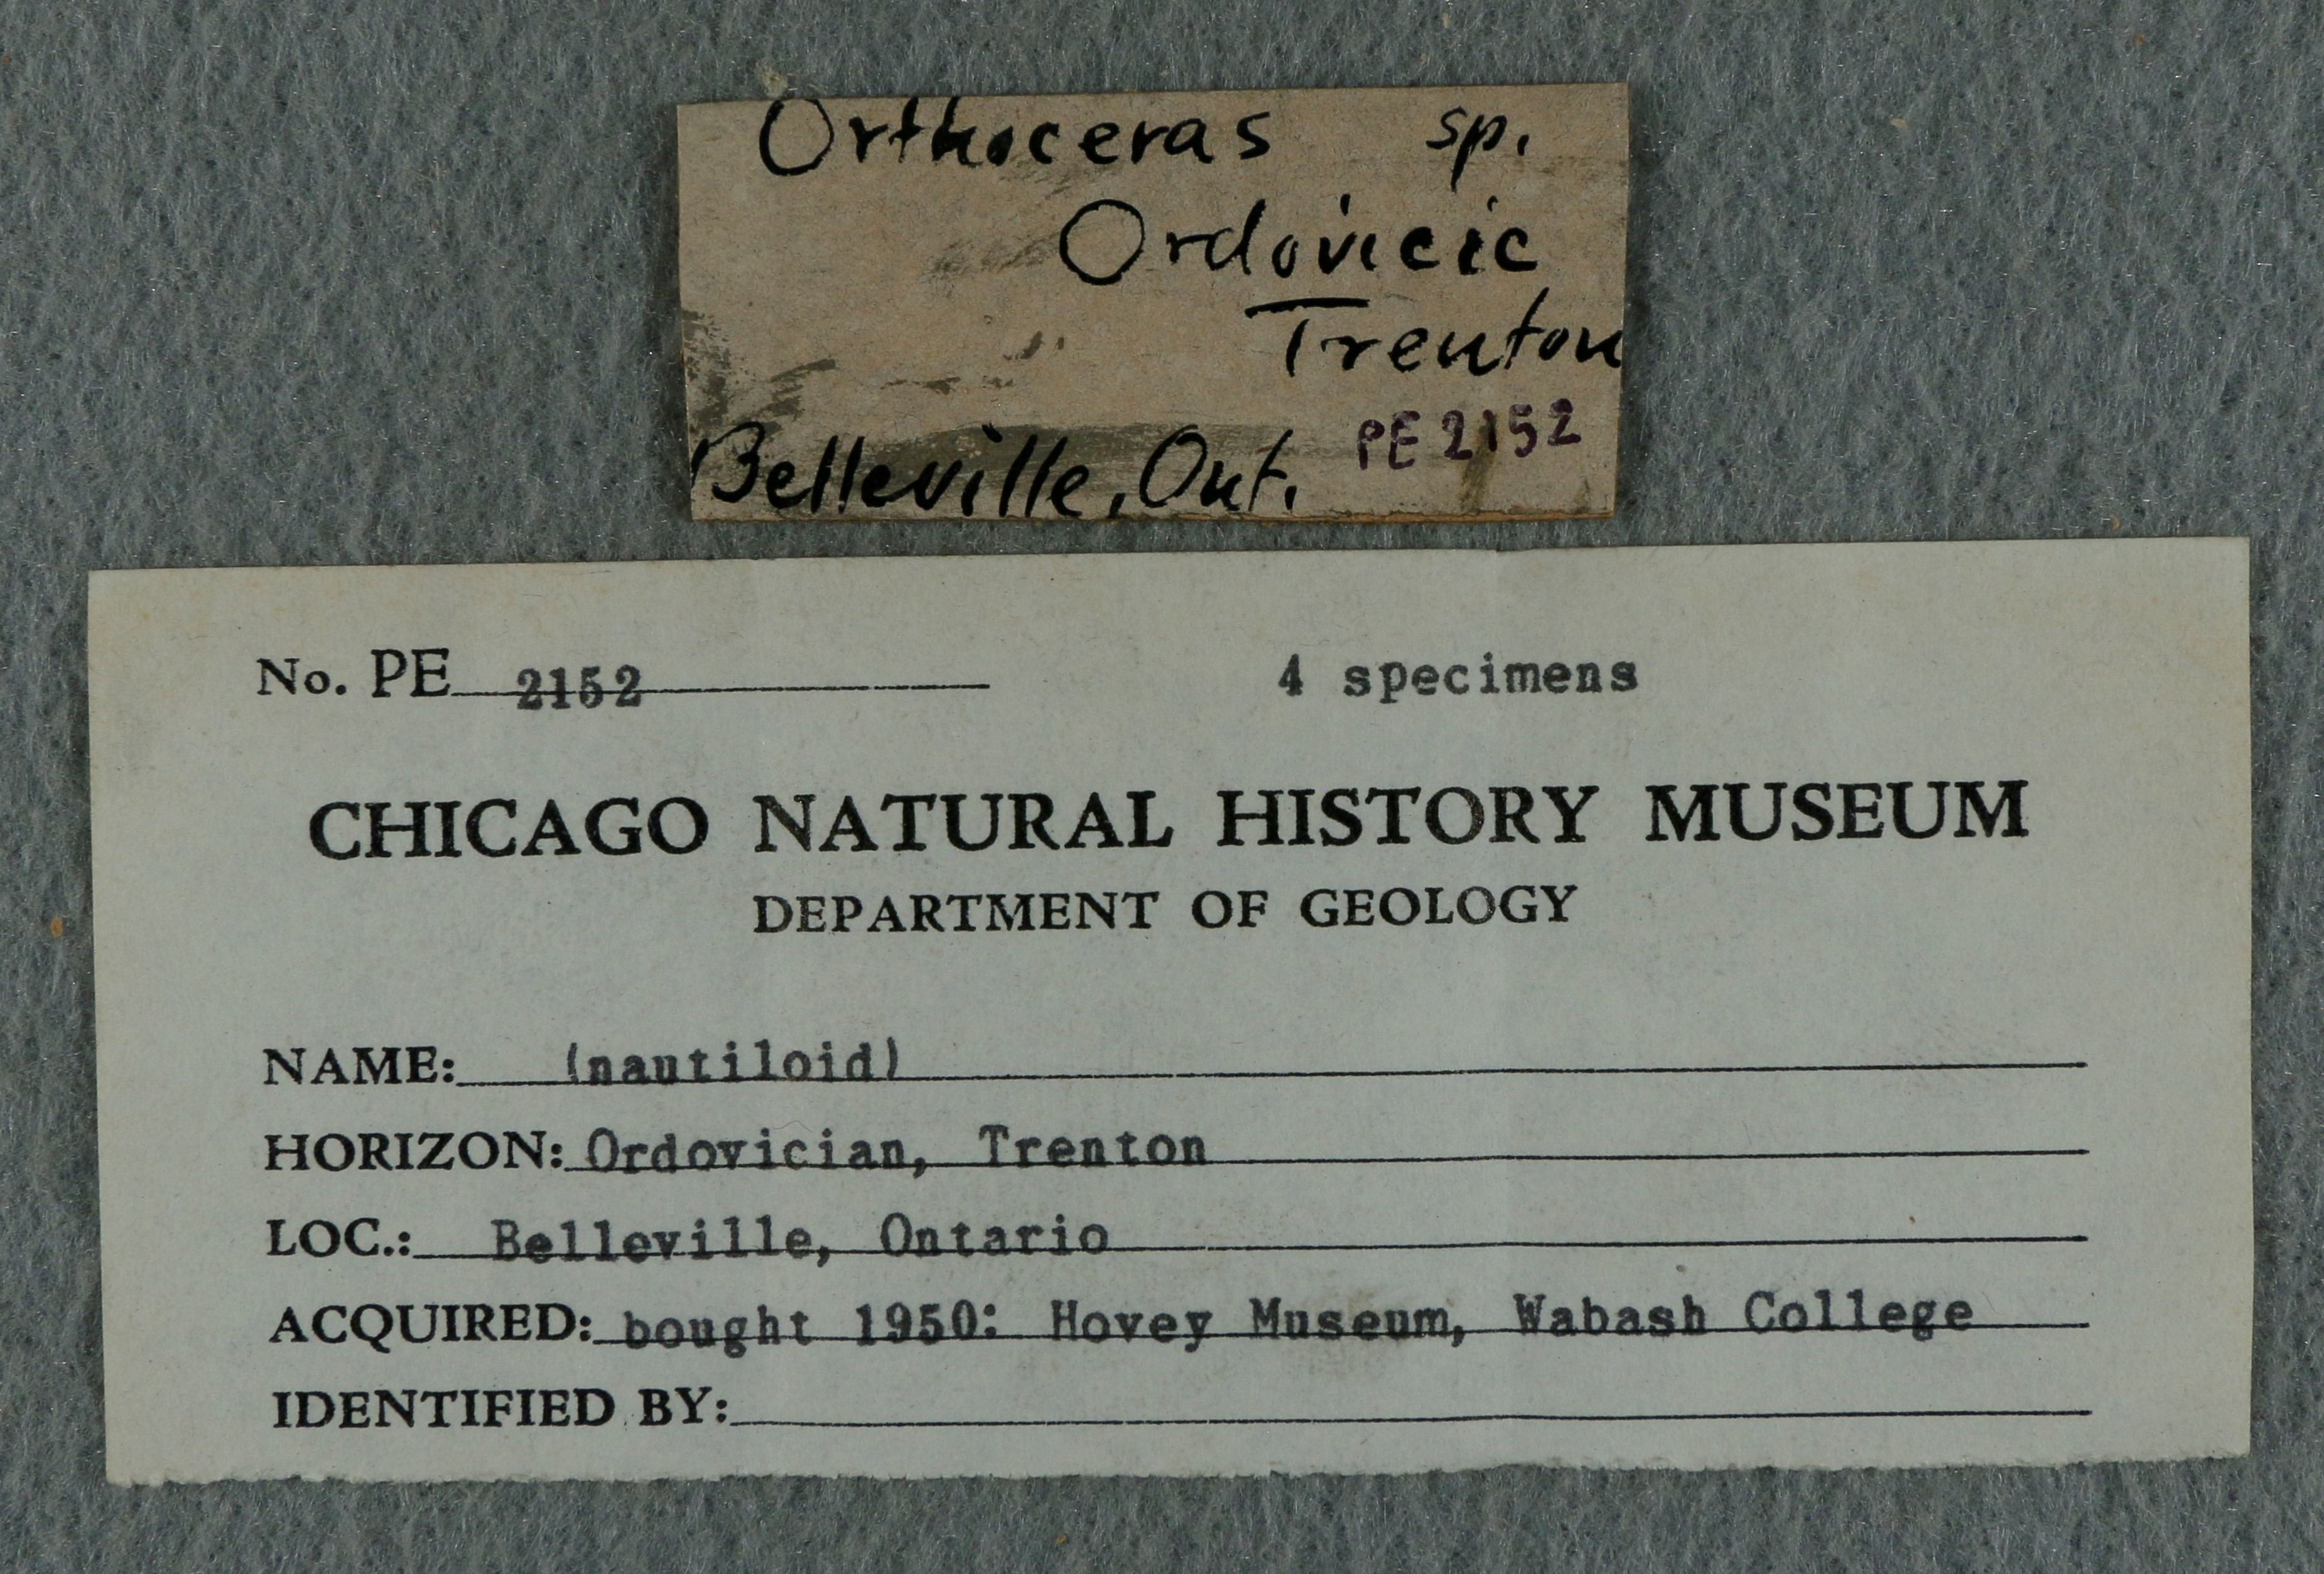 Orthoceras sp.
Ordovicic
Trenton
Belleville, Ont. PE 2152
No. PE 2152 4 specimens
CHICAGO NATURAL HISTORY MUSEUM
DEPARTMENT OF GEOLOGY
NAME: (nautiloid)
HORIZON: Ordovician, Trenton
LOC.: Belleville, Ontario
ACQUIRED: bought 1950: Hovey Museum, Wabash College
IDENTIFIED BY: